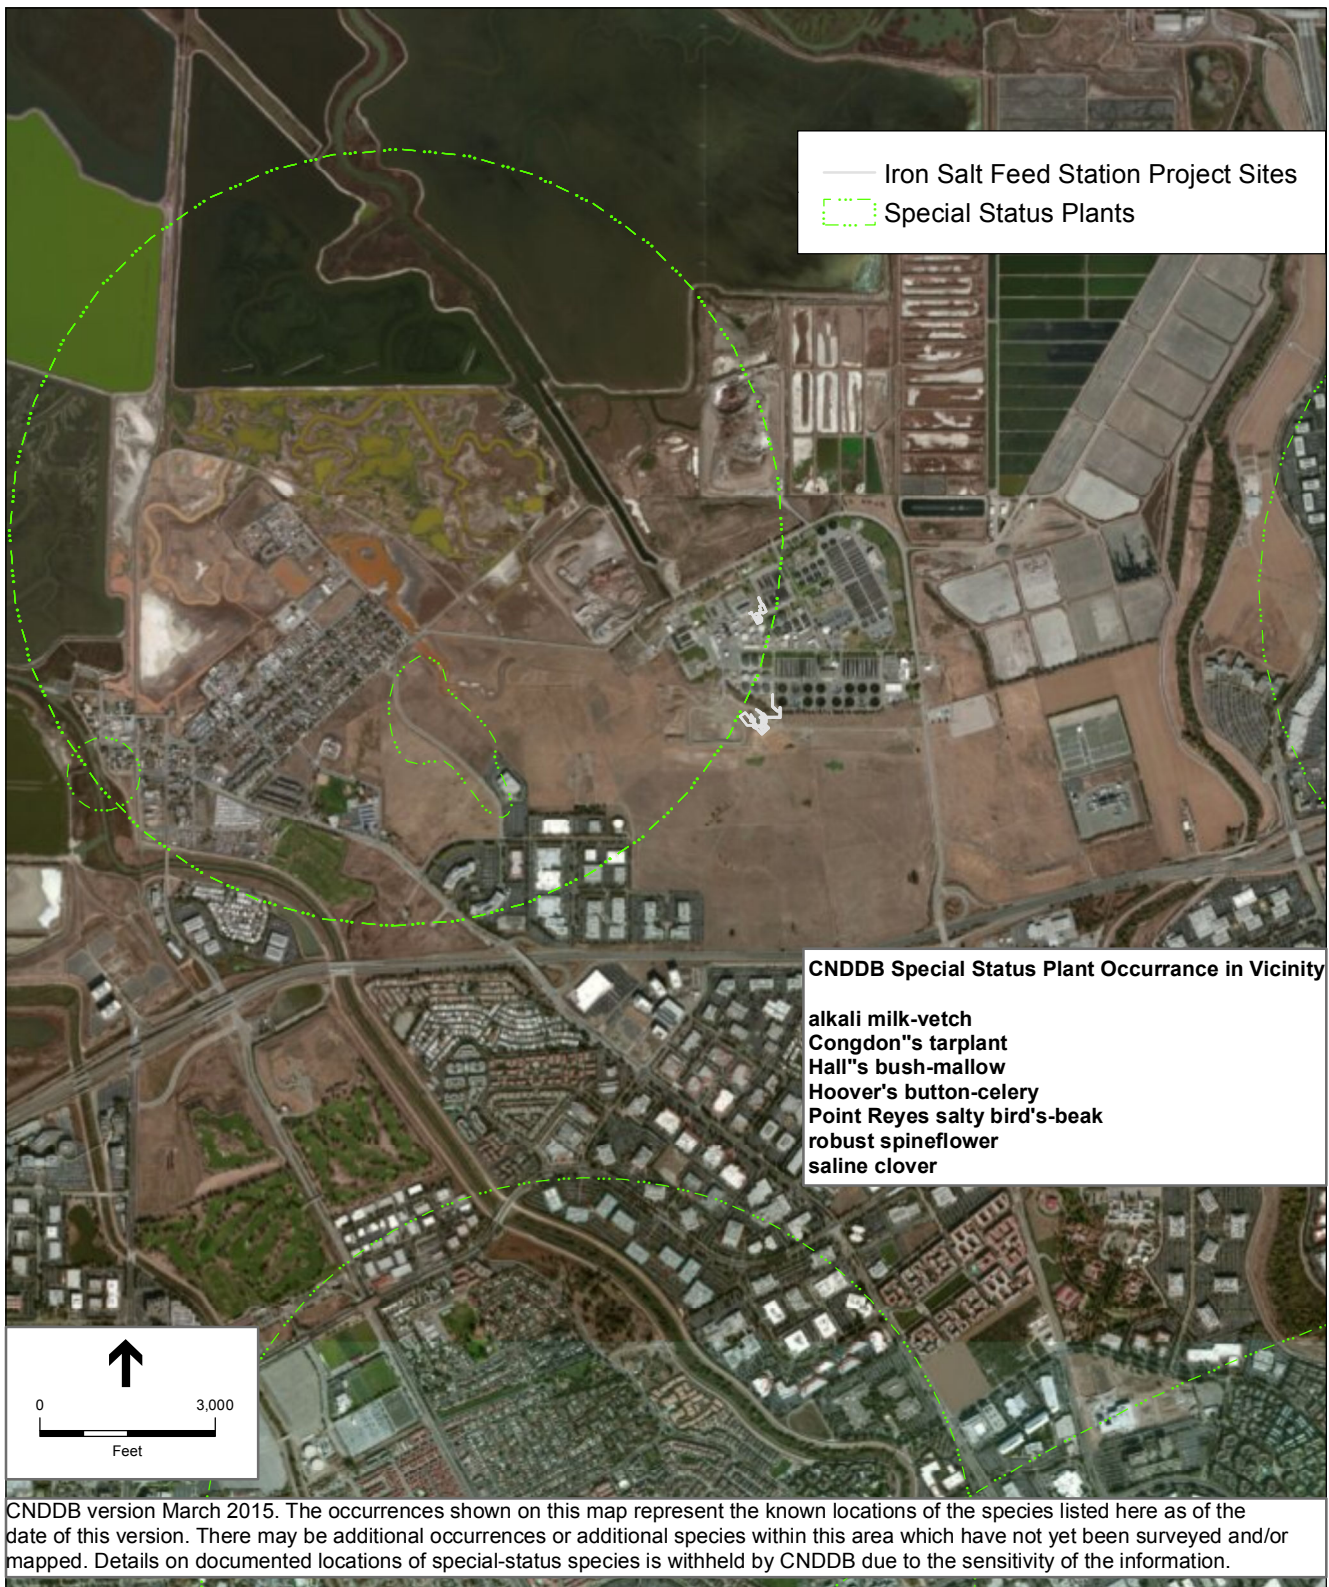 Iron Salt Feed Station Project Sites
Special Status Plants
CNDDB Special Status Plant Occurrance in Vicinity
alkali milk-vetch
Congdon"s tarplant
Hall"s bush-mallow
Hoover's button-celery
Point Reyes salty bird's-beak
robust spineflower
saline clover
0 3,000
Feet
CNDDB version March 2015. The occurrences shown on this map represent the known locations of the species listed here as of the
date of this version. There may be additional occurrences or additional species within this area which have not yet been surveyed and/or
mapped. Details on documented locations of special-status species is withheld by CNDDB due to the sensitivity of the information.